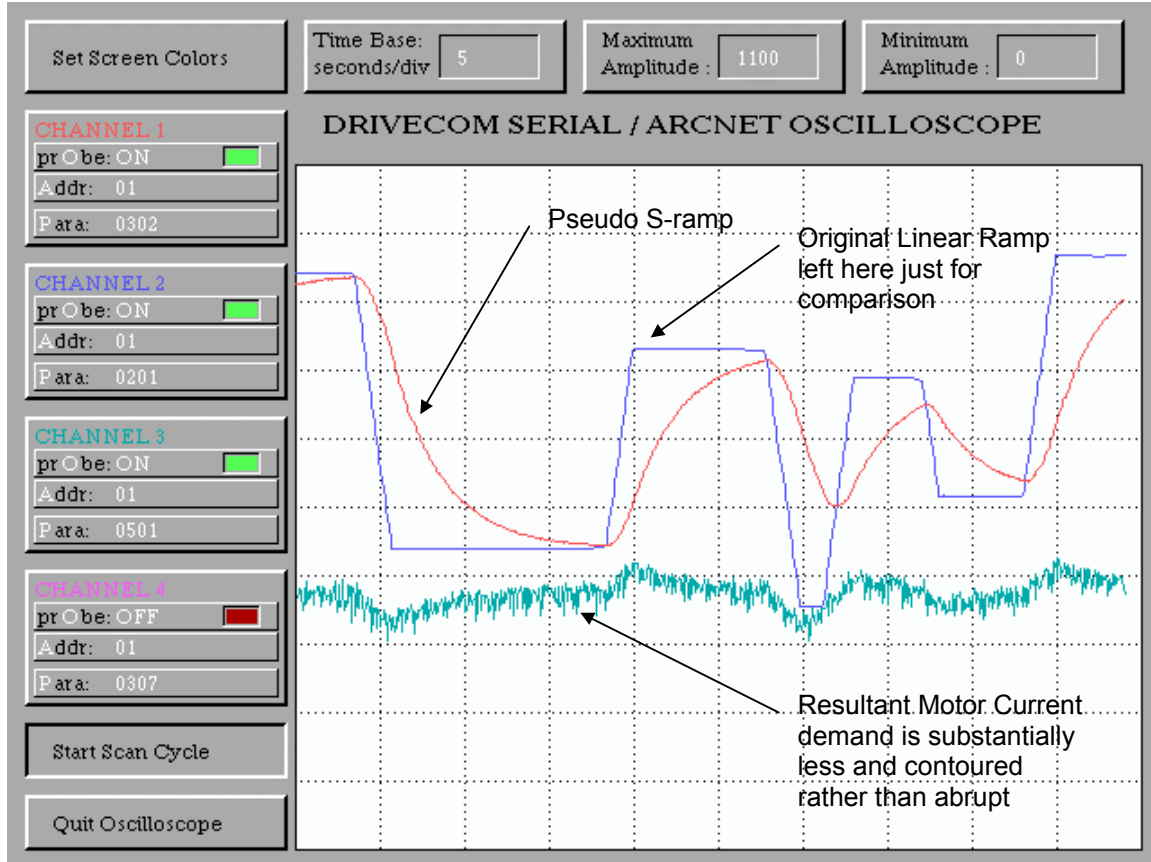 Set Screen Colors
Time Base:
seconds/div 5
Maximum
Amplitude : 1100
Minimum
Amplitude : 0
DRIVECOM SERIAL / ARCNET OSCILLOSCOPE
CHANNEL 1
prObe: ON
Addr: 01
Para: 0302
CHANNEL 2
prObe: ON
Addr: 01
Para: 0201
CHANNEL 3
prObe: ON
Addr: 01
Para: 0501
CHANNEL 4
prObe: OFF
Addr: 01
Para: 0307
Start Scan Cycle
Quit Oscilloscope
Pseudo S-ramp
Original Linear Ramp
left here just for
comparison
Resultant Motor Current
demand is substantially
less and contoured
rather than abrupt